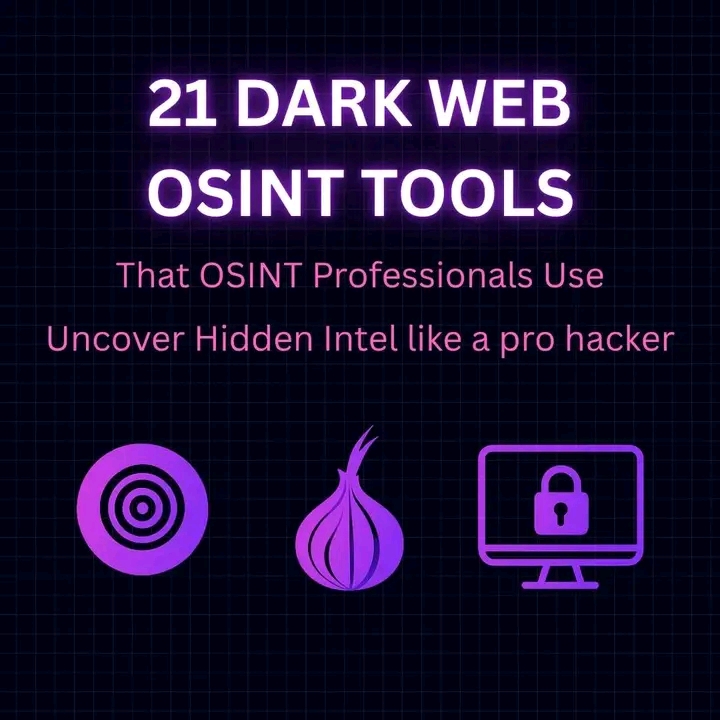 21 DARK WEB
OSINT TOOLS
That OSINT Professionals Use
Uncover Hidden Intel like a pro hacker